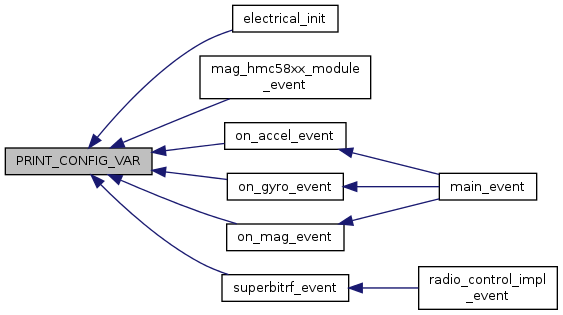 electrical_init
mag_hmc58xx_module
_event
on_accel_event
PRINT_CONFIG_VAR
on_gyro_event
main_event
on_mag_event
superbitrf_event
radio_control_impl
_event